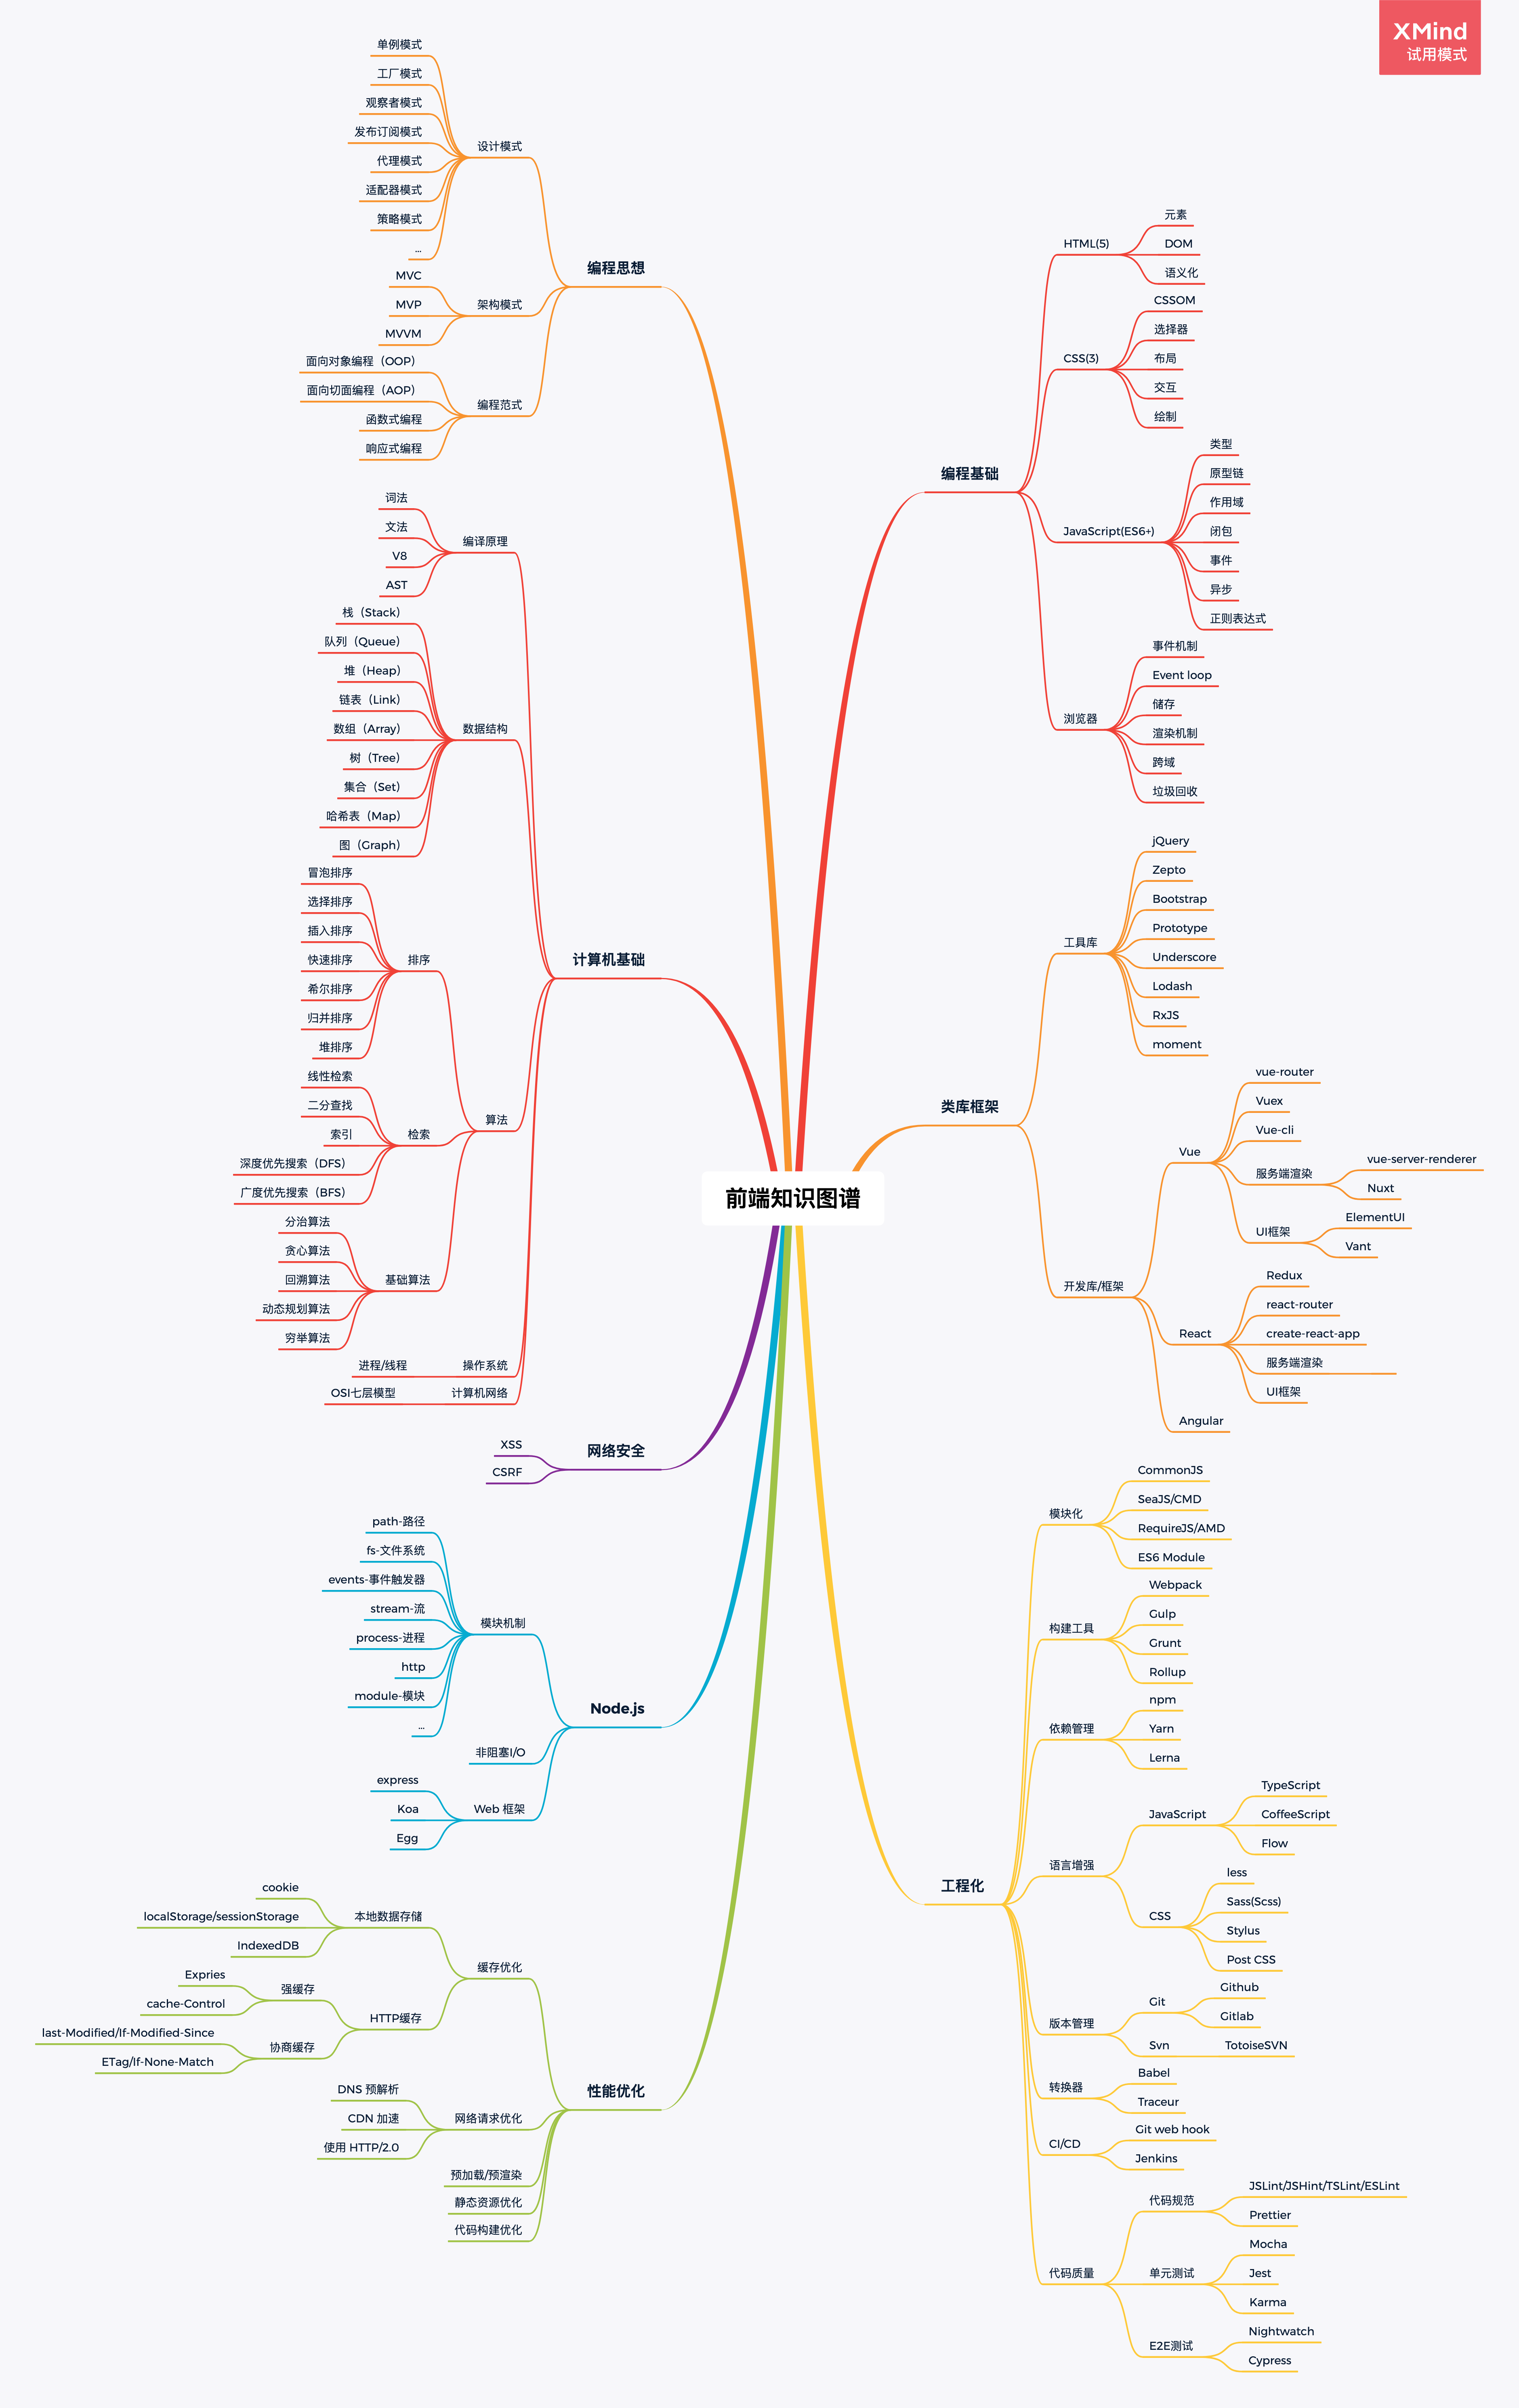 XMind
试用模式
前端知识图谱
编程基础
HTML(5)
元素
DOM
语义化
CSS(3)
CSSOM
选择器
布局
交互
绘制
JavaScript(ES6+)
类型
原型链
作用域
闭包
事件
异步
正则表达式
浏览器
事件机制
Event loop
储存
渲染机制
跨域
垃圾回收
类库框架
工具库
jQuery
Zepto
Bootstrap
Prototype
Underscore
Lodash
RxJS
moment
开发库/框架
Vue
vue-router
Vuex
Vue-cli
服务端渲染
vue-server-renderer
Nuxt
UI框架
ElementUI
Vant
React
Redux
react-router
create-react-app
服务端渲染
UI框架
Angular
工程化
模块化
CommonJS
SeaJS/CMD
RequireJS/AMD
ES6 Module
构建工具
Webpack
Gulp
Grunt
Rollup
依赖管理
npm
Yarn
Lerna
语言增强
JavaScript
TypeScript
CoffeeScript
Flow
CSS
less
Sass(Scss)
Stylus
Post CSS
版本管理
Git
Github
Gitlab
Svn
TotoiseSVN
转换器
Babel
Traceur
CI/CD
Git web hook
Jenkins
代码质量
代码规范
JSLint/JSHint/TSLint/ESLint
Prettier
单元测试
Mocha
Jest
Karma
E2E测试
Nightwatch
Cypress
编程思想
设计模式
单例模式
工厂模式
观察者模式
发布订阅模式
代理模式
适配器模式
策略模式
...
架构模式
MVC
MVP
MVVM
编程范式
面向对象编程（OOP）
面向切面编程（AOP）
函数式编程
响应式编程
计算机基础
编译原理
词法
文法
V8
AST
数据结构
栈（Stack）
队列（Queue）
堆（Heap）
链表（Link）
数组（Array）
树（Tree）
集合（Set）
哈希表（Map）
图（Graph）
算法
排序
冒泡排序
选择排序
插入排序
快速排序
希尔排序
归并排序
堆排序
检索
线性检索
二分查找
索引
深度优先搜索（DFS）
广度优先搜索（BFS）
基础算法
分治算法
贪心算法
回溯算法
动态规划算法
穷举算法
操作系统
进程/线程
计算机网络
OSI七层模型
网络安全
XSS
CSRF
Node.js
模块机制
path-路径
fs-文件系统
events-事件触发器
stream-流
process-进程
http
module-模块
...
非阻塞I/O
Web 框架
express
Koa
Egg
性能优化
缓存优化
本地数据存储
cookie
localStorage/sessionStorage
IndexedDB
HTTP缓存
强缓存
Expries
cache-Control
协商缓存
last-Modified/If-Modified-Since
ETag/If-None-Match
网络请求优化
DNS 预解析
CDN 加速
使用 HTTP/2.0
预加载/预渲染
静态资源优化
代码构建优化